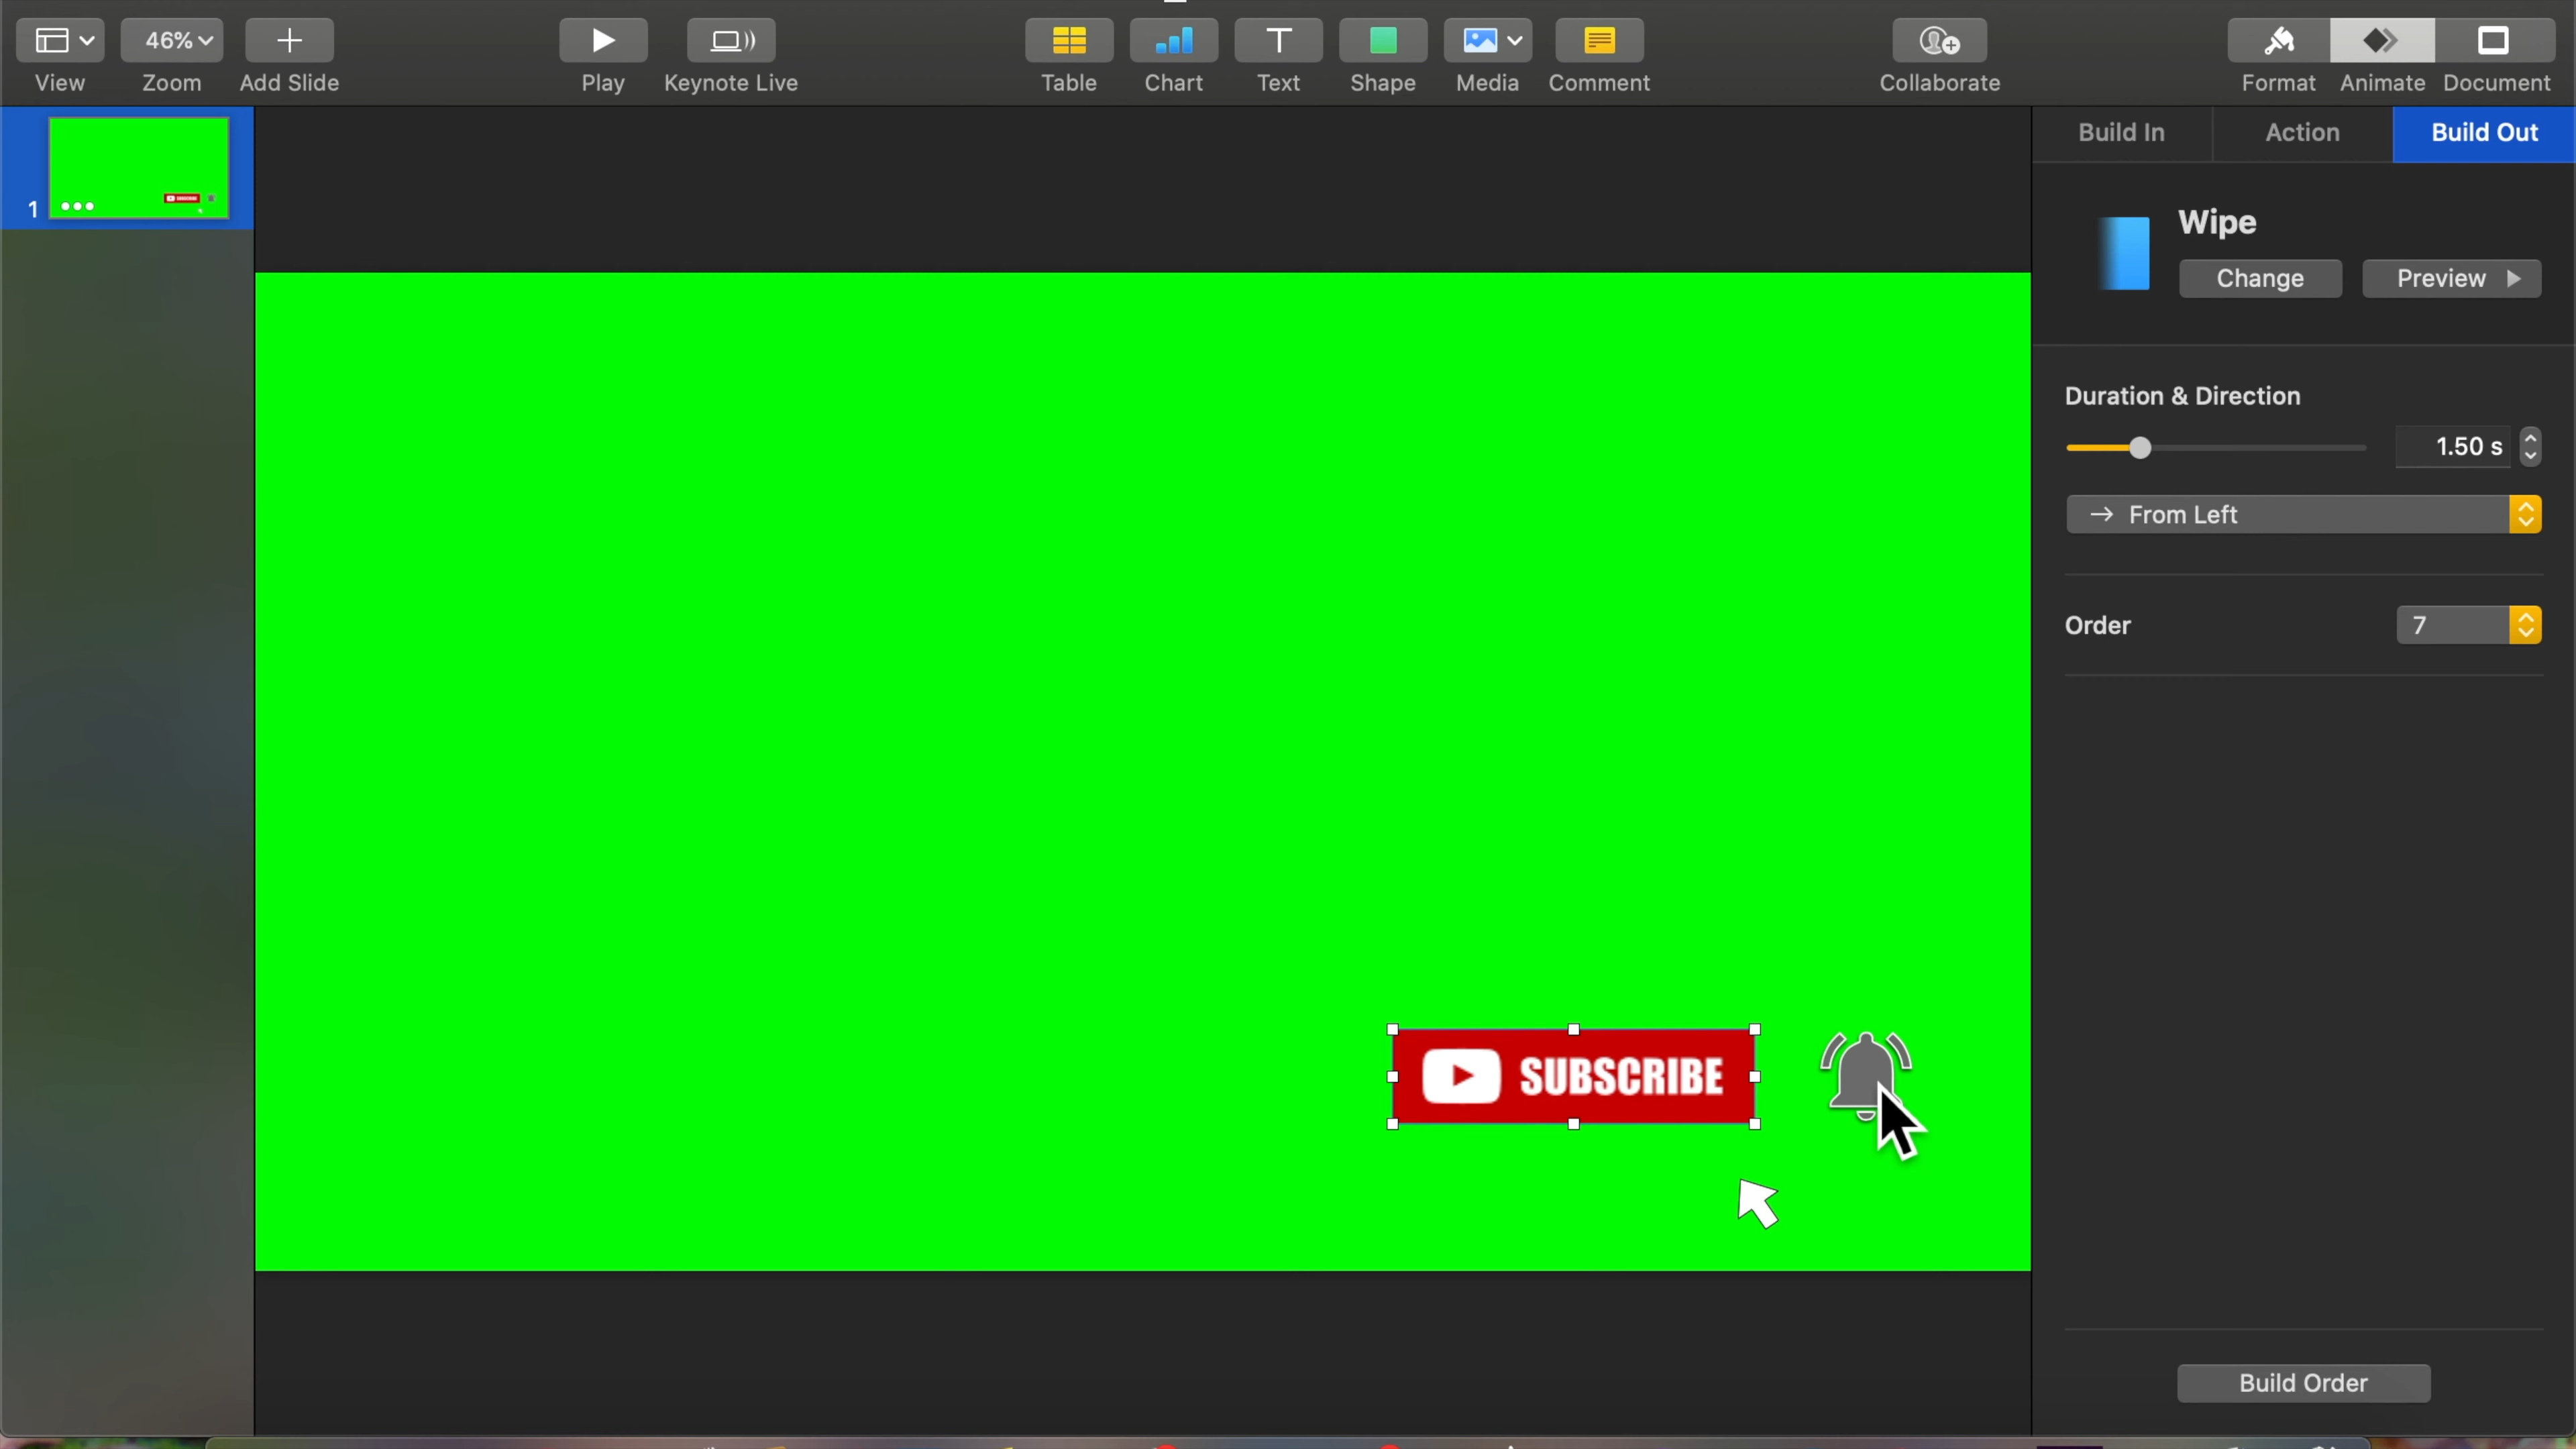 46%
View
Zoom
Add Slide
Play
Keynote Live
Table
Chart
Text
Shape
Media
Comment
Collaborate
Format
Animate
Document
Build In
Action
Build Out
1
Wipe
Change
Preview
Duration & Direction
1.50 s
→ From Left
Order
7
SUBSCRIBE
Build Order